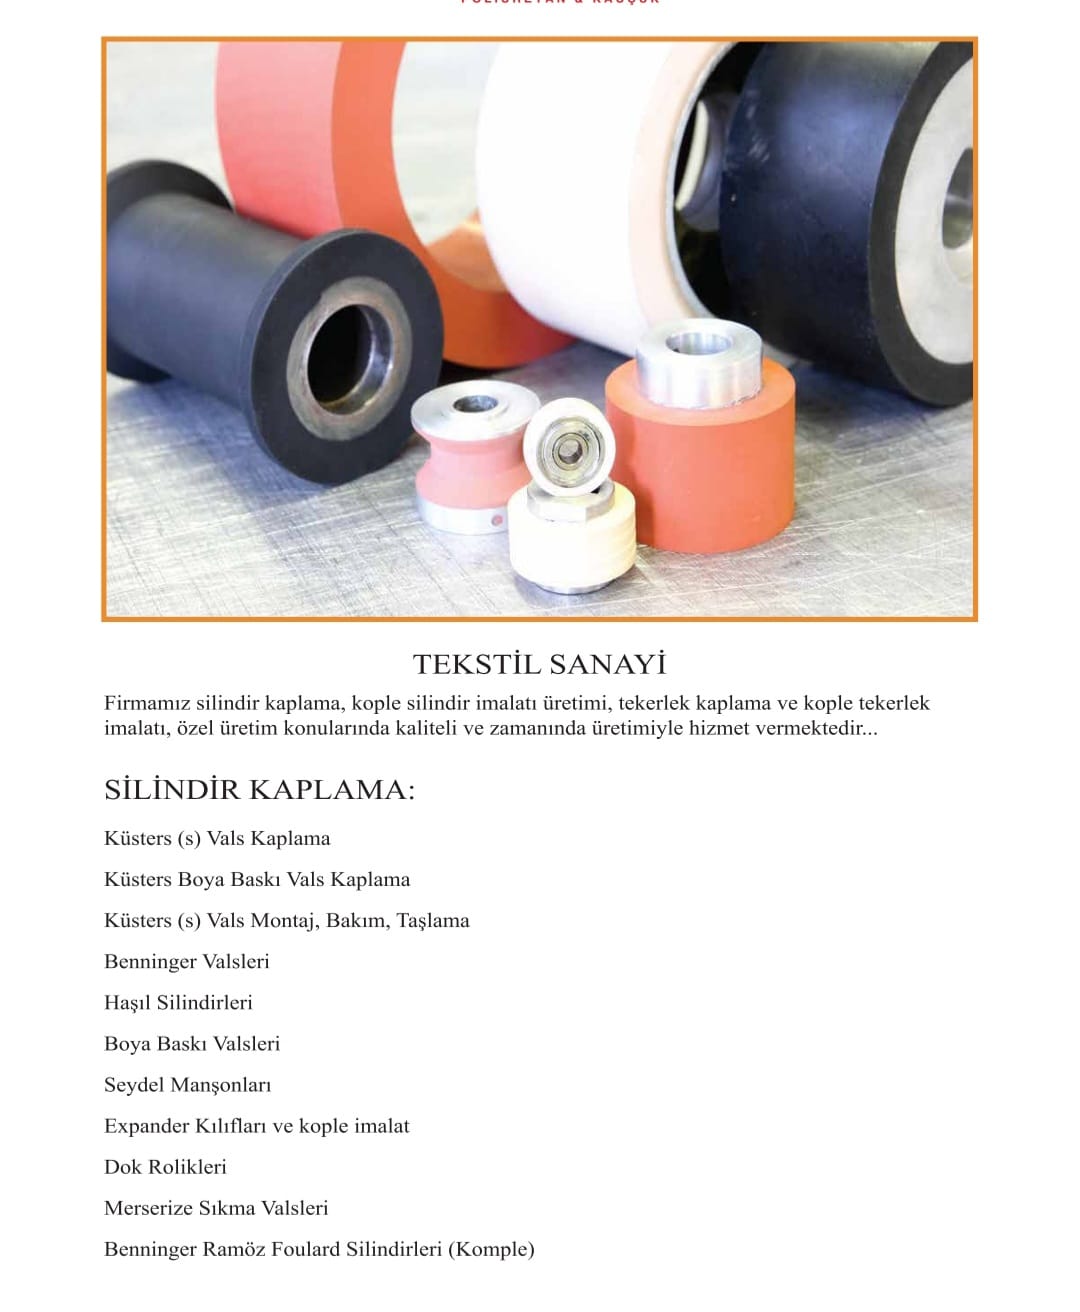 POLİÜRETAN & KAUÇUK
TEKSTİL SANAYİ
Firmamız silindir kaplama, kople silindir imalatı üretimi, tekerlek kaplama ve kople tekerlek
imalatı, özel üretim konularında kaliteli ve zamanında üretimiyle hizmet vermektedir...
SİLİNDİR KAPLAMA:
Küsters (s) Vals Kaplama
Küsters Boya Baskı Vals Kaplama
Küsters (s) Vals Montaj, Bakım, Taşlama
Benninger Valsleri
Haşıl Silindirleri
Boya Baskı Valsleri
Seydel Manşonları
Expander Kılıfları ve kople imalat
Dok Rolikleri
Merserize Sıkma Valsleri
Benninger Ramöz Foulard Silindirleri (Komple)